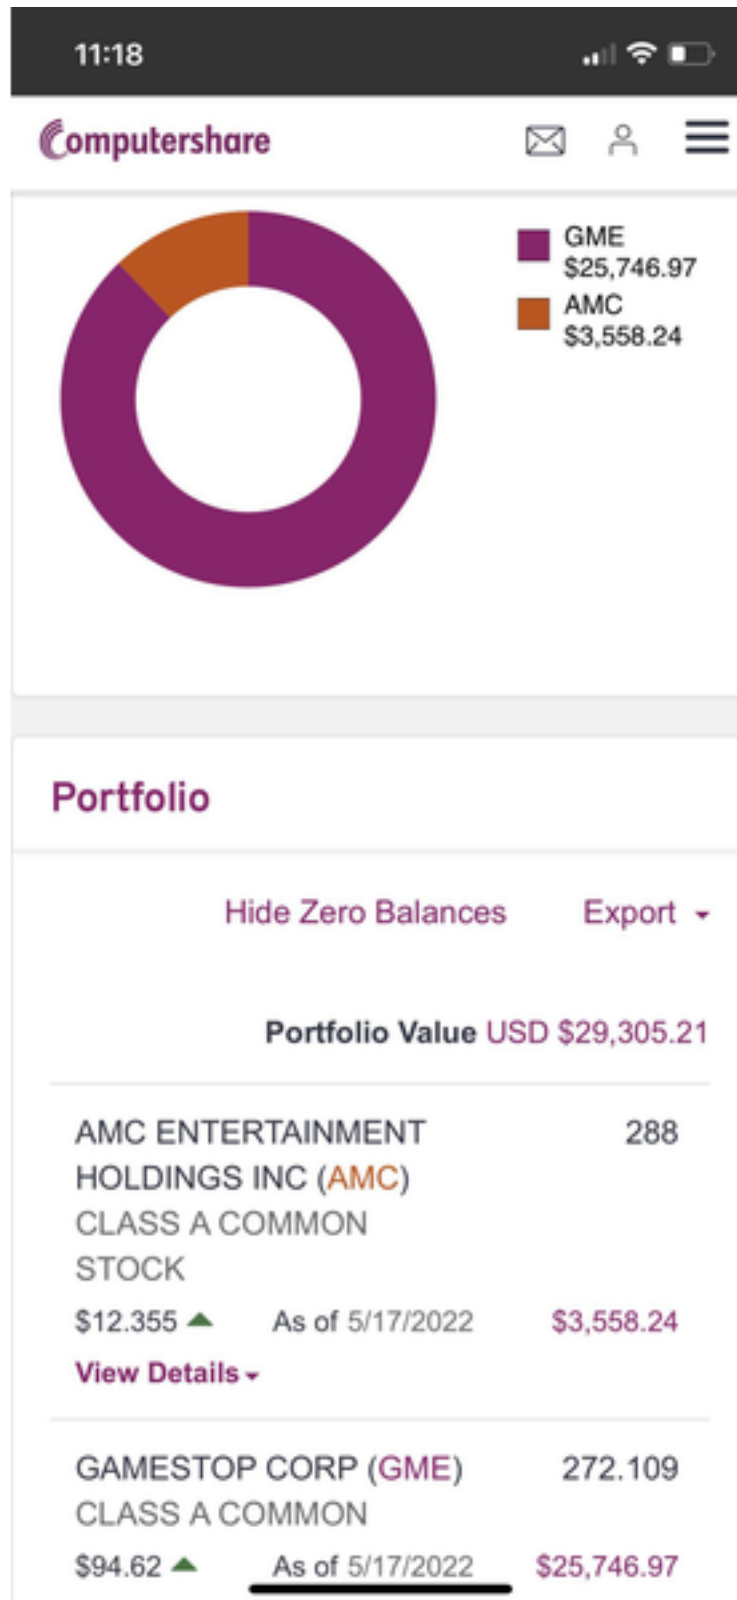 11:18
Computershare
GME
$25,746.97
AMC
$3,558.24
Portfolio
Hide Zero Balances Export
Portfolio Value USD $29,305.21
AMC ENTERTAINMENT 288
HOLDINGS INC (AMC)
CLASS A COMMON
STOCK
$12.355 As of 5/17/2022 $3,558.24
View Details
GAMESTOP CORP (GME) 272.109
CLASS A COMMON
$94.62 As of 5/17/2022 $25,746.97